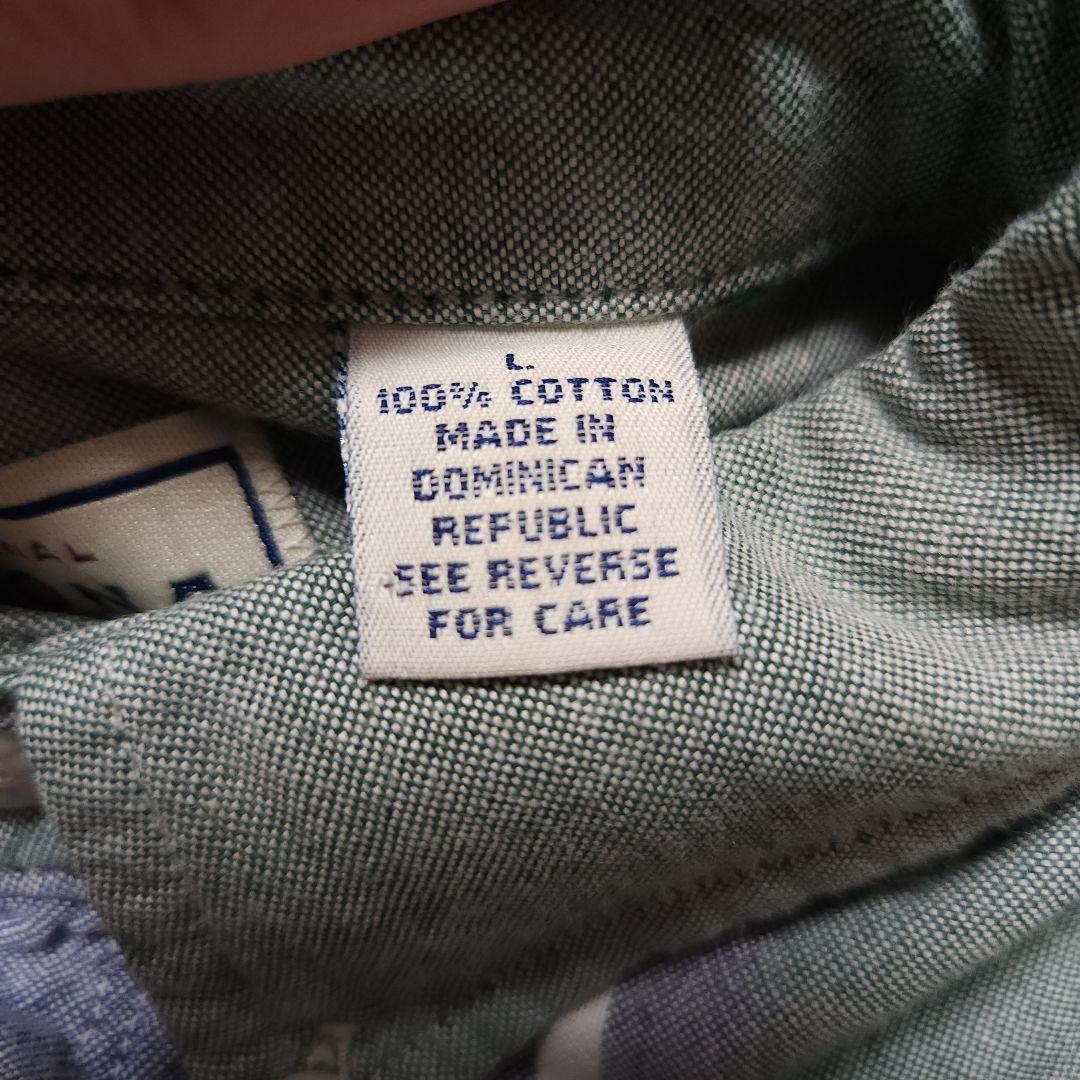 L.
100% COTTON
MADE IN
DOMINICAN
REPUBLIC
SEE REVERSE
FOR CARE